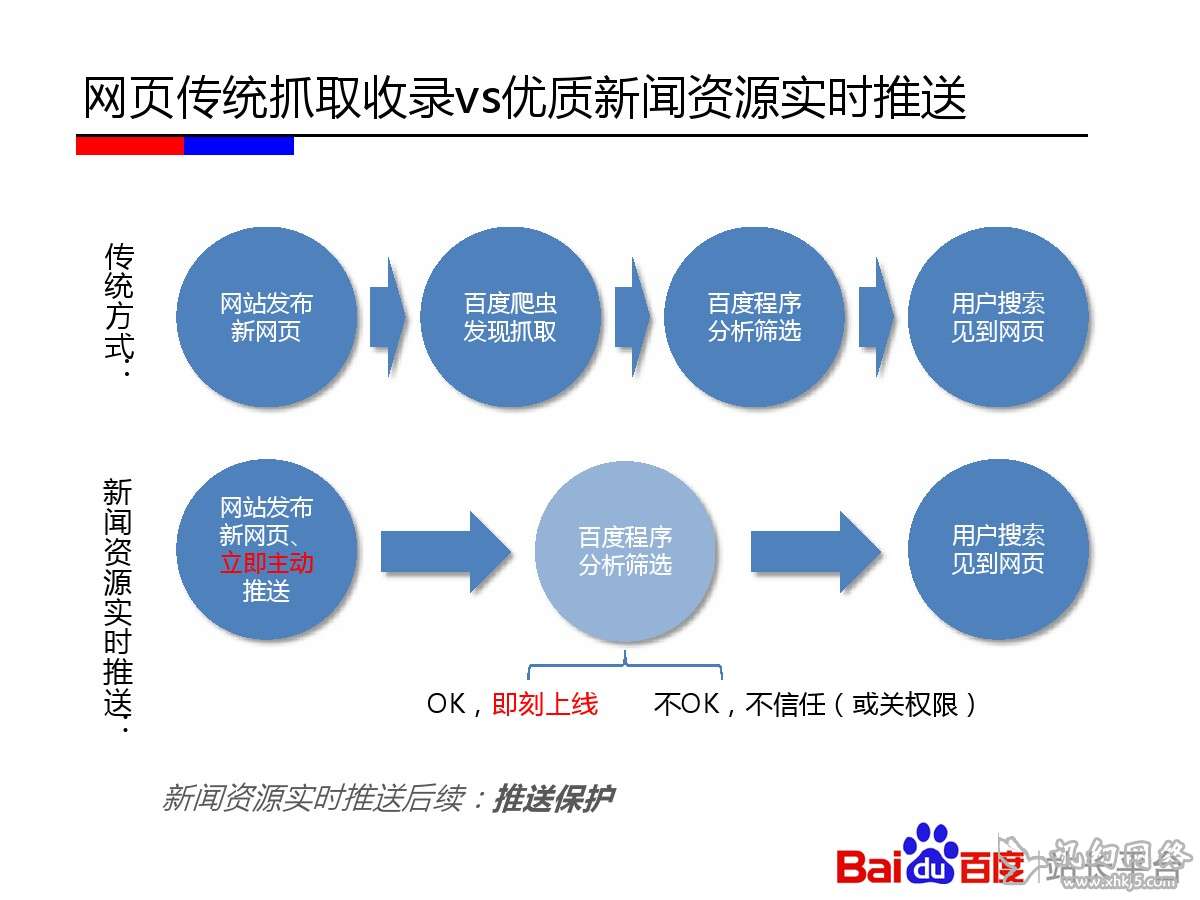 网页传统抓取收录vs优质新闻资源实时推送
传统方式：
网站发布
新网页
百度爬虫
发现抓取
百度程序
分析筛选
用户搜索
见到网页
新闻资源实时推送：
网站发布
新网页、
立即主动
推送
百度程序
分析筛选
用户搜索
见到网页
OK，即刻上线
不OK，不信任（或关权限）
新闻资源实时推送后续：推送保护
Baidu百度 站长平台
www.xhkj5.com